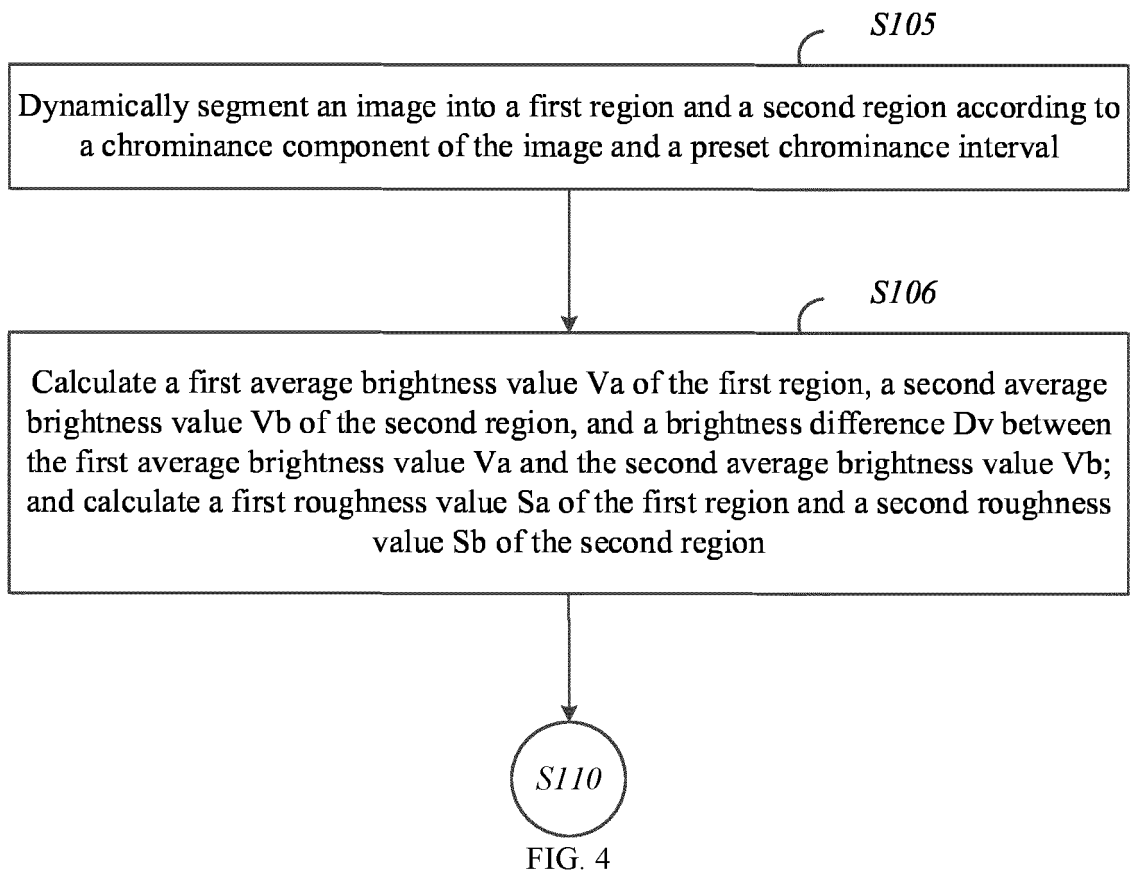 S105
Dynamically segment an image into a first region and a second region according to
a chrominance component of the image and a preset chrominance interval
S106
Calculate a first average brightness value Va of the first region, a second average
brightness value Vb of the second region, and a brightness difference Dv between
the first average brightness value Va and the second average brightness value Vb;
and calculate a first roughness value Sa of the first region and a second roughness
value Sb of the second region
S110
FIG. 4